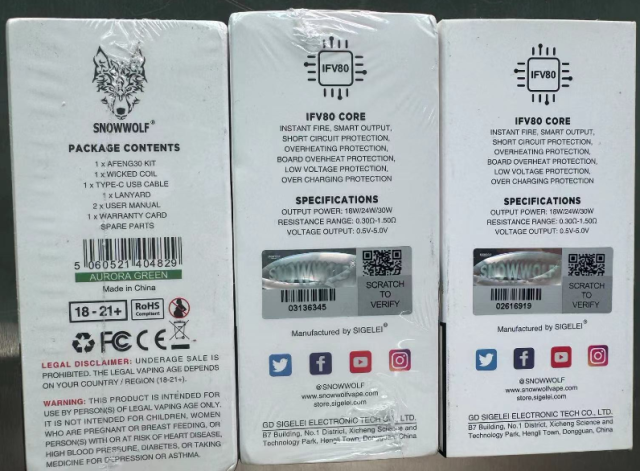 SNOWWOLF®
PACKAGE CONTENTS
1 x AFENG30 KIT
1 x WICKED COIL
1 x TYPE-C USB CABLE
1 x LANYARD
2 x USER MANUAL
1 x WARRANTY CARD
SPARE PARTS
5 060521 404829
AURORA GREEN
Made in China
18 - 21+
RoHS
Compliant
FC CE
LEGAL DISCLAIMER: UNDERAGE SALE IS
PROHIBITED. THE LEGAL VAPING AGE DEPENDS
ON YOUR COUNTRY / REGION (18-21+).
WARNING: THIS PRODUCT IS INTENDED FOR
USE BY PERSON(S) OF LEGAL VAPING AGE ONLY.
IT IS NOT INTENDED FOR CHILDREN, WOMEN
WHO ARE PREGNANT OR BREAST FEEDING, OR
PERSON(S) WITH OR AT RISK OF HEART DISEASE,
HIGH BLOOD PRESSURE, DIABETES, OR TAKING
MEDICINE FOR DEPRESSION OR ASTHMA.
IFV80
IFV80 CORE
INSTANT FIRE, SMART OUTPUT,
SHORT CIRCUIT PROTECTION,
OVERHEATING PROTECTION,
BOARD OVERHEAT PROTECTION,
LOW VOLTAGE PROTECTION,
OVER CHARGING PROTECTION
SPECIFICATIONS
OUTPUT POWER: 18W/24W/30W
RESISTANCE RANGE: 0.30Ω-1.50Ω
VOLTAGE OUTPUT: 0.5V-5.0V
SNOWWOLF
03136345
SCRATCH
TO
VERIFY
Manufactured by SIGELEI®
@SNOWWOLF
www.snowwolfvape.com
store.sigelei.com
GD SIGELEI ELECTRONIC TECH CO., LTD.
B7 Building, No.1 District, Xicheng Science and
Technology Park, Hengli Town, Dongguan, China
IFV80
IFV80 CORE
INSTANT FIRE, SMART OUTPUT,
SHORT CIRCUIT PROTECTION,
OVERHEATING PROTECTION,
BOARD OVERHEAT PROTECTION,
LOW VOLTAGE PROTECTION,
OVER CHARGING PROTECTION
SPECIFICATIONS
OUTPUT POWER: 18W/24W/30W
RESISTANCE RANGE: 0.30Ω-1.50Ω
VOLTAGE OUTPUT: 0.5V-5.0V
SNOWWOLF
02616919
SCRATCH
TO
VERIFY
Manufactured by SIGELEI®
@SNOWWOLF
www.snowwolfvape.com
store.sigelei.com
GD SIGELEI ELECTRONIC TECH CO., LTD.
B7 Building, No.1 District, Xicheng Science and
Technology Park, Hengli Town, Dongguan, China